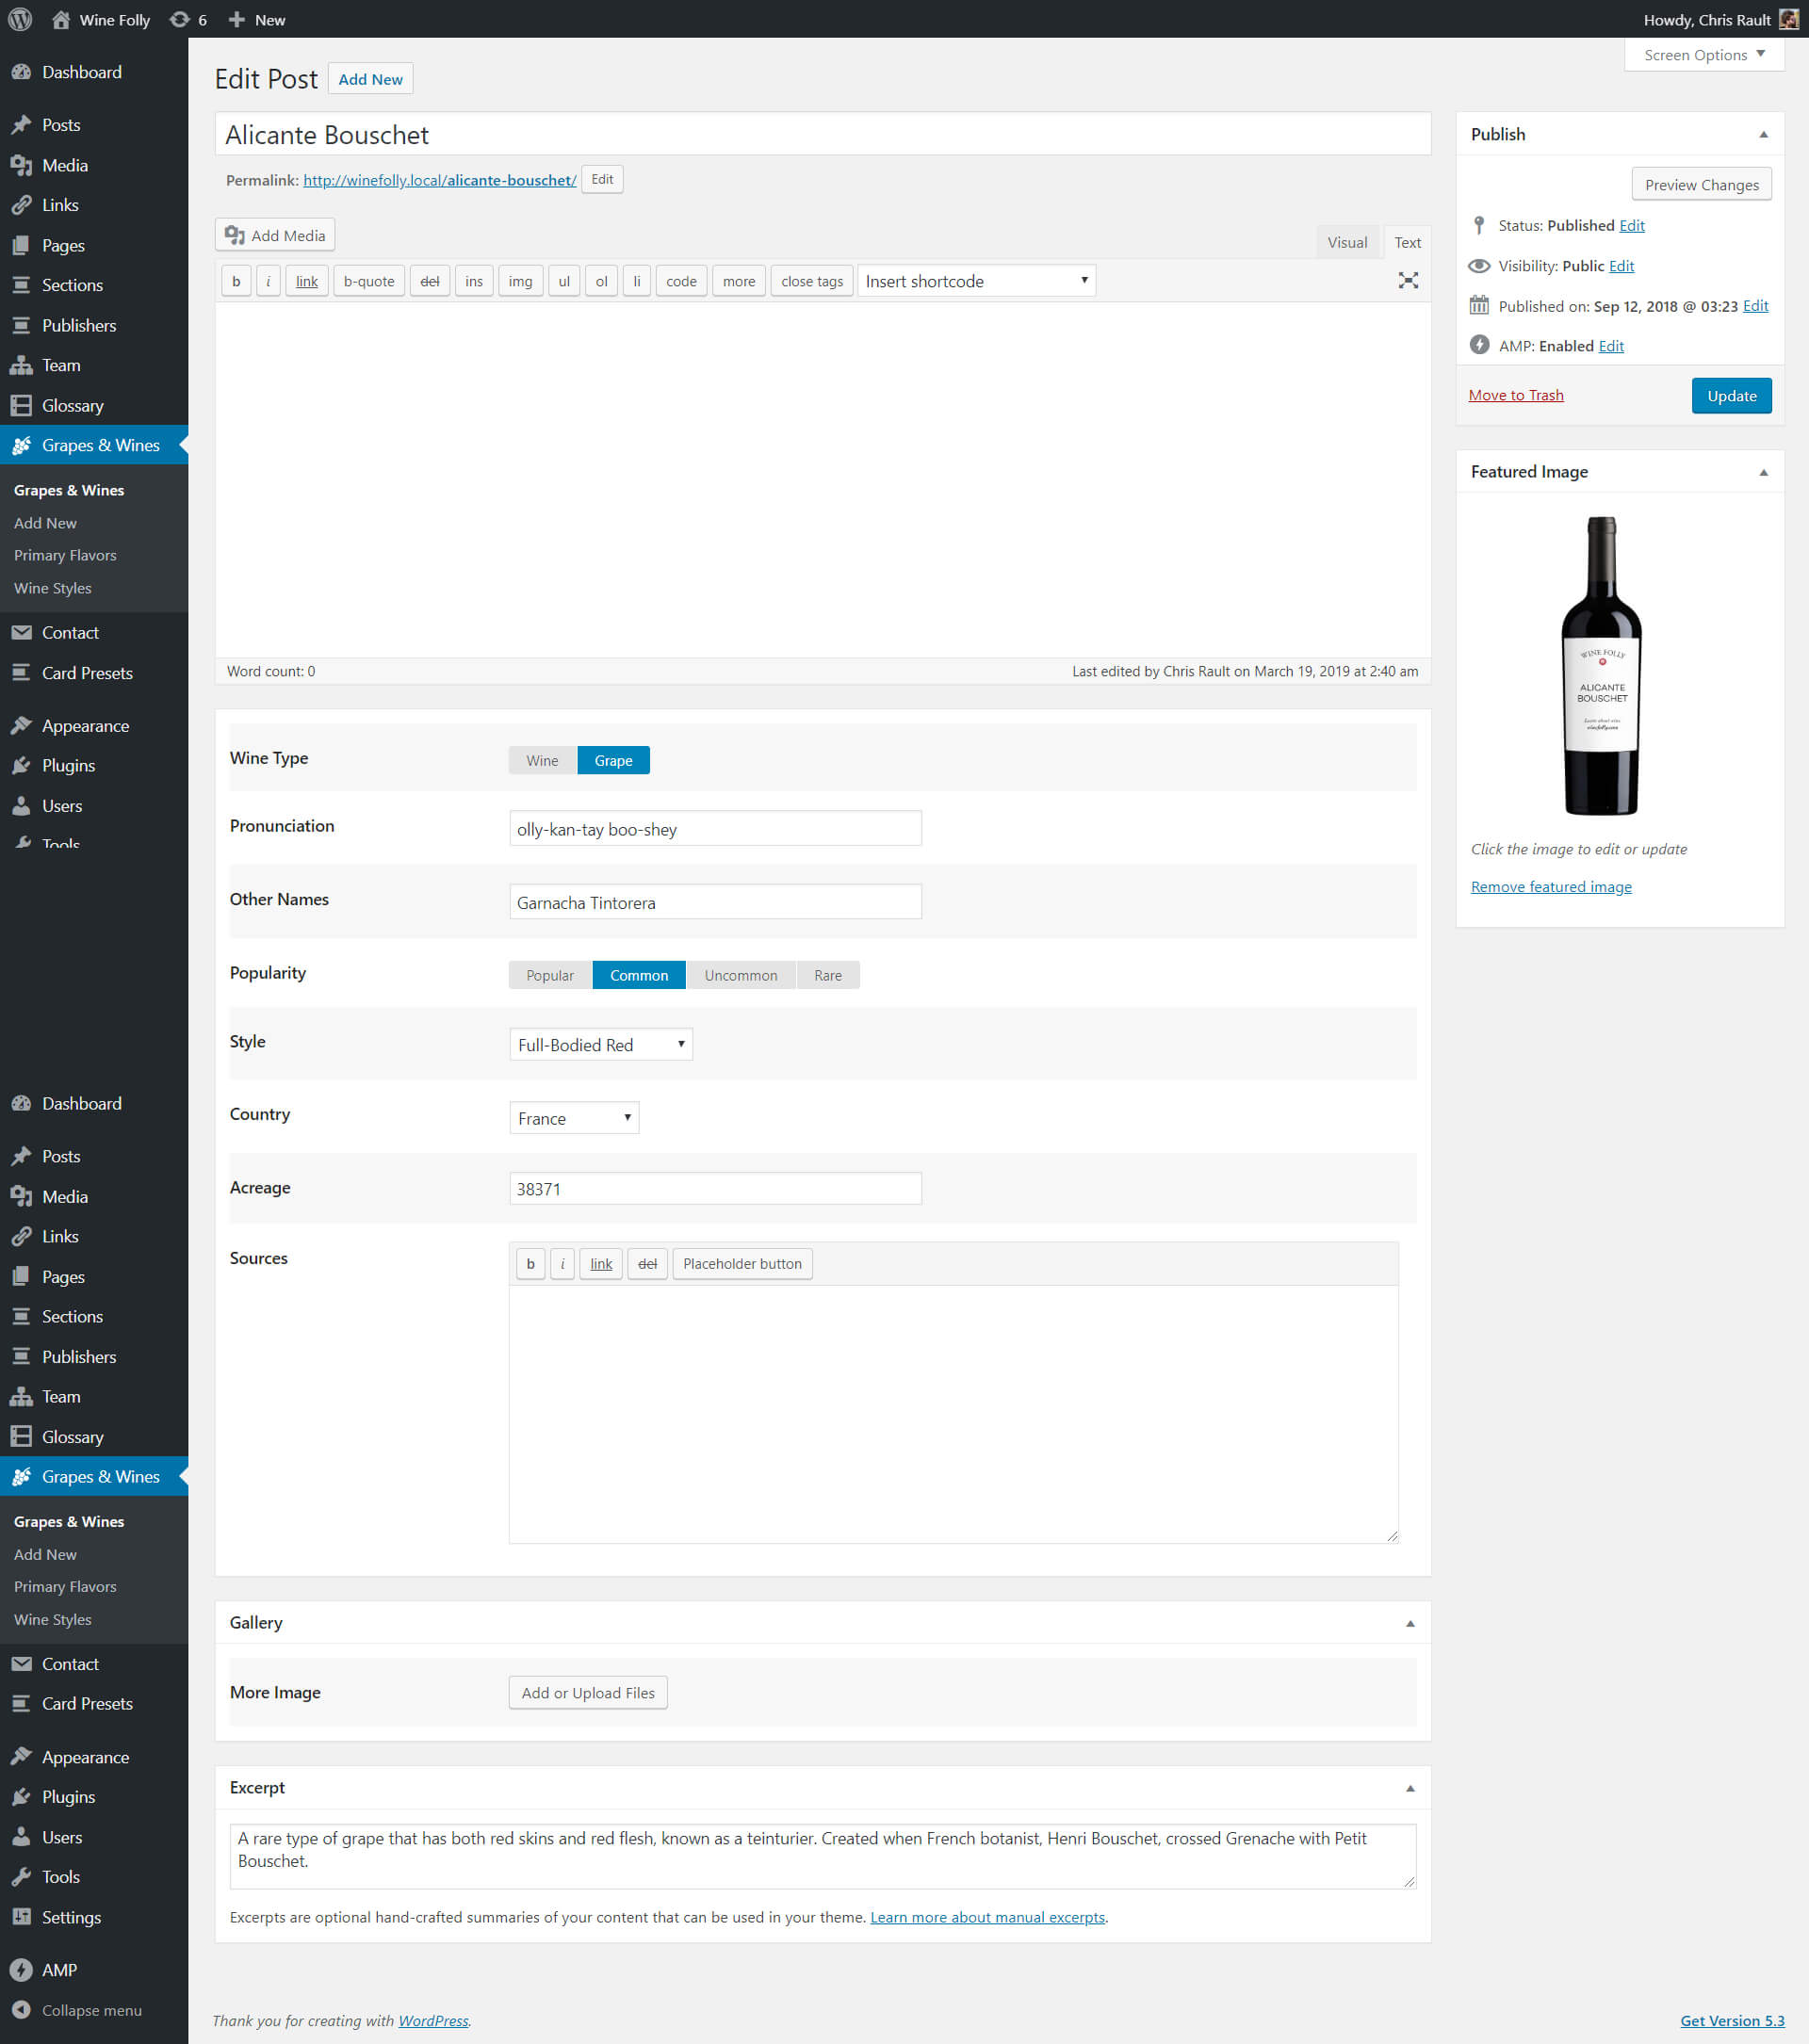 Wine Folly 6 New Howdy, Chris Rault
Screen Options
Dashboard
Posts
Media
Links
Pages
Sections
Publishers
Team
Glossary
Grapes & Wines
Grapes & Wines
Add New
Primary Flavors
Wine Styles
Contact
Card Presets
Appearance
Plugins
Users
Tools
Dashboard
Posts
Media
Links
Pages
Sections
Publishers
Team
Glossary
Grapes & Wines
Grapes & Wines
Add New
Primary Flavors
Wine Styles
Contact
Card Presets
Appearance
Plugins
Users
Tools
Settings
AMP
Collapse menu
Edit Post Add New
Alicante Bouschet
Permalink: http://winefolly.local/alicante-bouschet/ Edit
Add Media Visual Text
b i link b-quote del ins img ul ol li code more close tags Insert shortcode
Word count: 0 Last edited by Chris Rault on March 19, 2019 at 2:40 am
Wine Type Wine Grape
Pronunciation olly-kan-tay boo-shey
Other Names Garnacha Tintorera
Popularity Popular Common Uncommon Rare
Style Full-Bodied Red
Country France
Acreage 38371
Sources b i link del Placeholder button
Gallery
More Image Add or Upload Files
Excerpt
A rare type of grape that has both red skins and red flesh, known as a teinturier. Created when French botanist, Henri Bouschet, crossed Grenache with Petit
Bouschet.
Excerpts are optional hand-crafted summaries of your content that can be used in your theme. Learn more about manual excerpts.
Publish
Preview Changes
Status: Published Edit
Visibility: Public Edit
Published on: Sep 12, 2018 @ 03:23 Edit
AMP: Enabled Edit
Move to Trash Update
Featured Image
WINE FOLLY
ALICANTE
BOUSCHET
Learn about wine
winefolly.com
Click the image to edit or update
Remove featured image
Thank you for creating with WordPress. Get Version 5.3